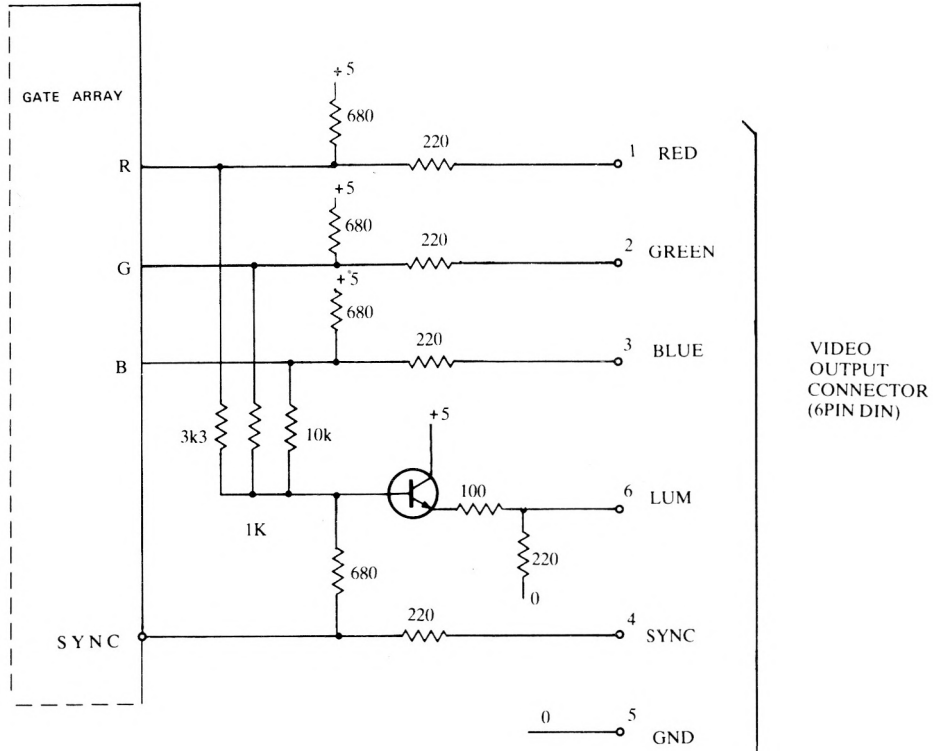 +5
GATE ARRAY
680
220
1 RED
R
+5
680
220
2 GREEN
G
+5
680
220
3 BLUE
B
VIDEO
OUTPUT
CONNECTOR
(6PIN DIN)
+5
3k3
10k
100
6 LUM
1K
220
680
0
220
4 SYNC
SYNC
0
5
GND